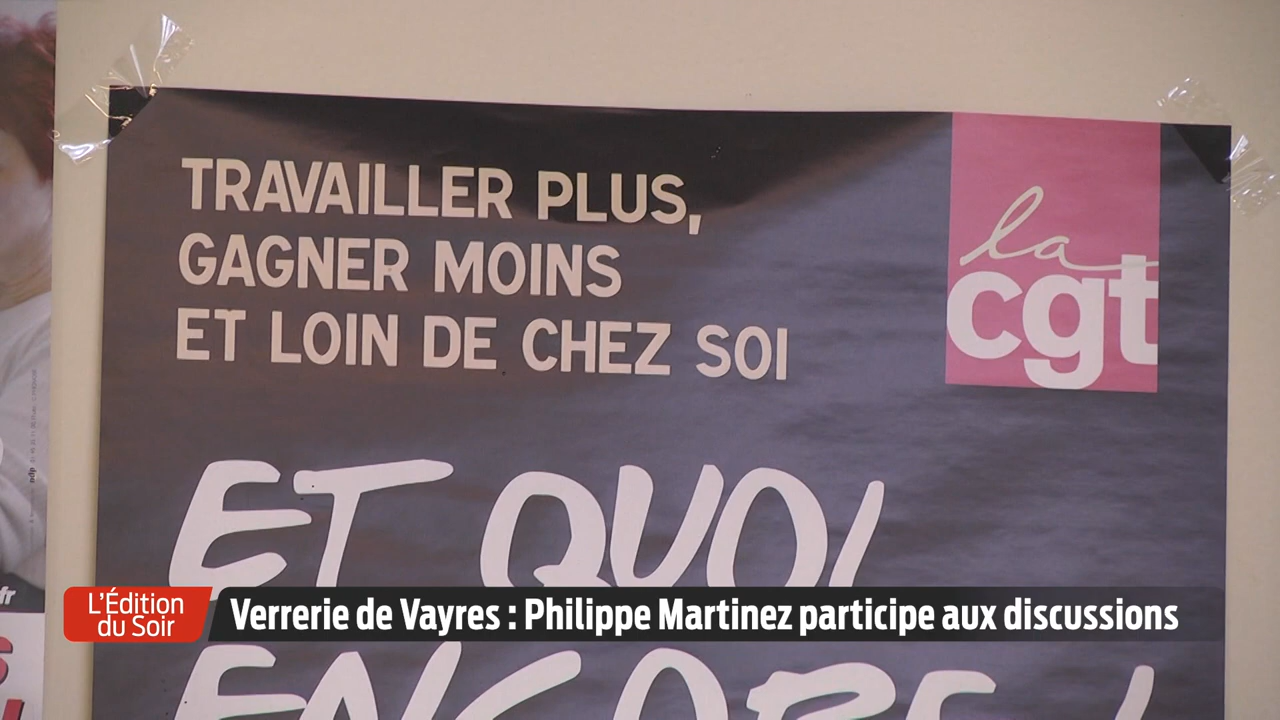 TRAVAILLER PLUS,
GAGNER MOINS
ET LOIN DE CHEZ SOI
la
cgt
ET QUOI
ENCORE !
L'Édition
du Soir
Verrerie de Vayres : Philippe Martinez participe aux discussions